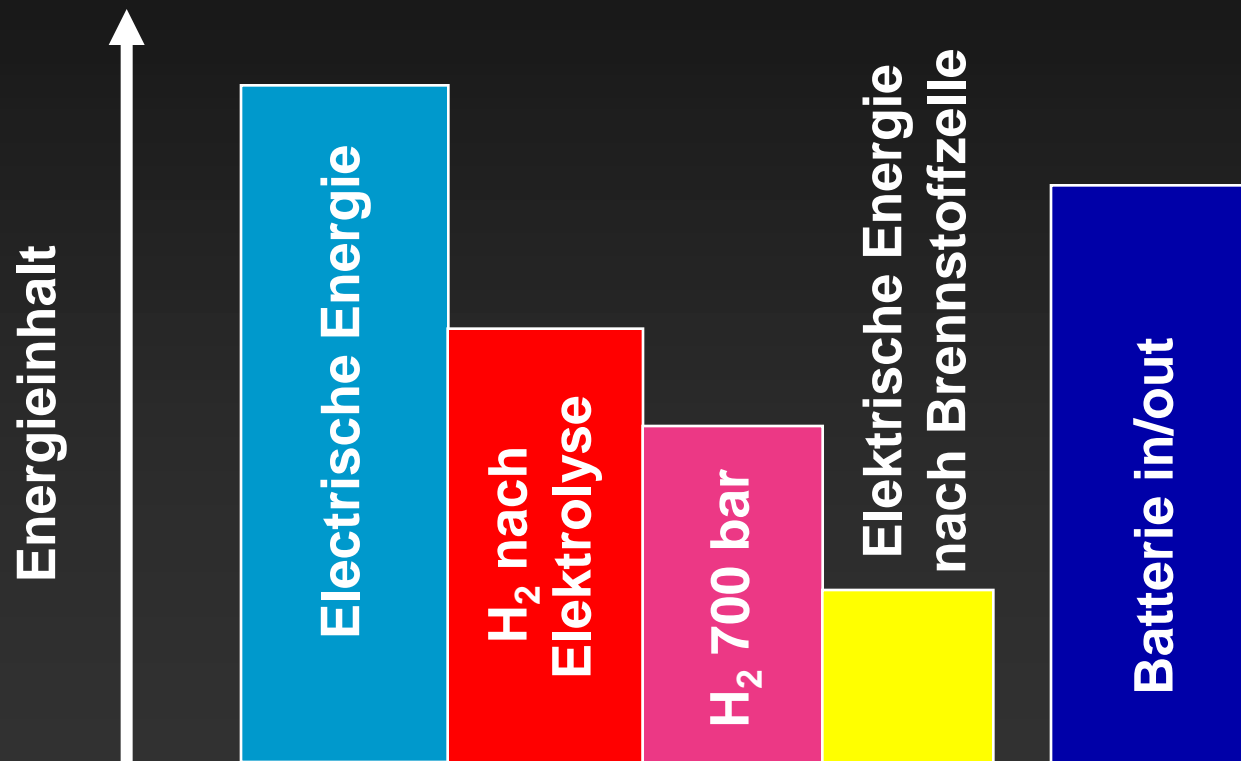 Energieinhalt
Electrische Energie
H₂ nach
Elektrolyse
H₂ 700 bar
Elektrische Energie
nach Brennstoffzelle
Batterie in/out